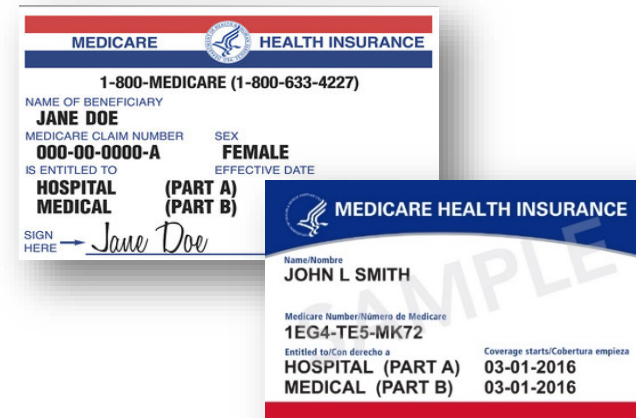 MEDICARE HEALTH INSURANCE
1-800-MEDICARE (1-800-633-4227)
NAME OF BENEFICIARY
JANE DOE
MEDICARE CLAIM NUMBER SEX
000-00-0000-A FEMALE
IS ENTITLED TO EFFECTIVE DATE
HOSPITAL (PART A)
MEDICAL (PART B)
SIGN
HERE Jane Doe
MEDICARE HEALTH INSURANCE
Name/Nombre
JOHN L SMITH
Medicare Number/Número de Medicare
1EG4-TE5-MK72
Entitled to/Con derecho a Coverage starts/Cobertura empieza
HOSPITAL (PART A) 03-01-2016
MEDICAL (PART B) 03-01-2016
SAMPLE